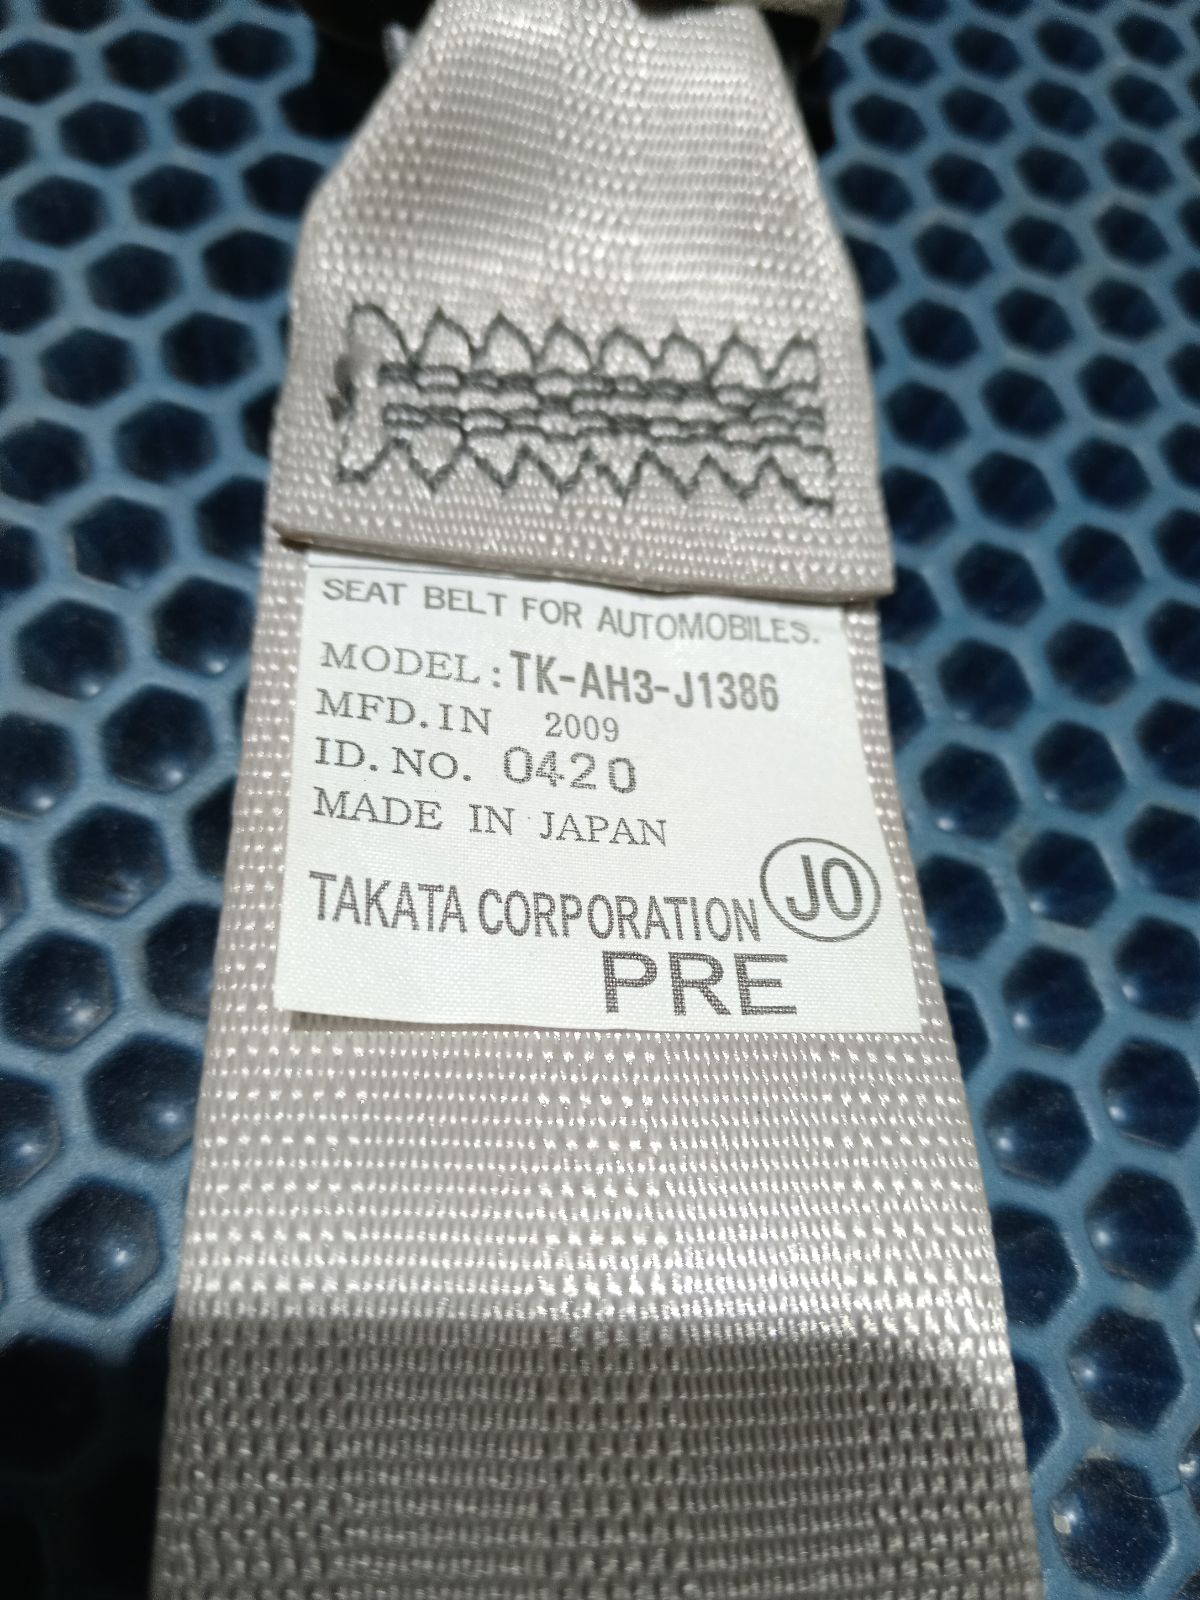 SEAT BELT FOR AUTOMOBILES.
MODEL : TK-AH3-J1386
MFD. IN 2009
ID. NO. 0420
MADE IN JAPAN
JO
TAKATA CORPORATION
PRE